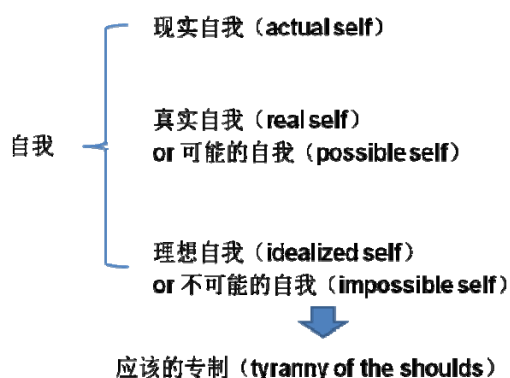 现实自我（actual self）
真实自我（real self）
or 可能的自我（possible self）
自我
理想自我（idealized self）
or 不可能的自我（impossible self）
应该的专制（tyranny of the shoulds）